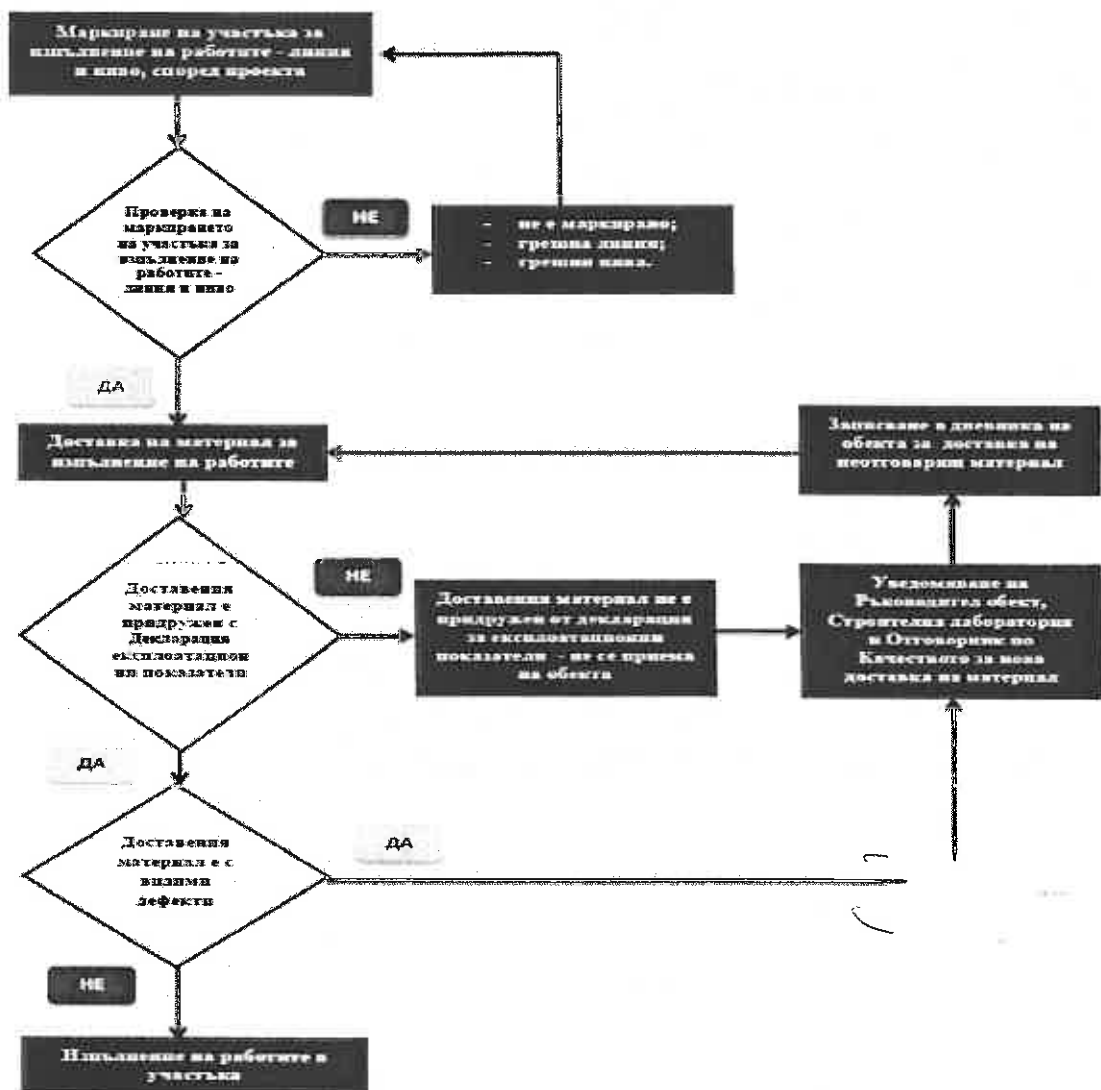 Маркиране на участъка за
изпълнение на работите - линия
и ниво, според проекта
Проверка на
маркирането
на участъка за
изпълнение на
работите -
линия и ниво
НЕ
- не е маркирано;
- грешна линия;
- грешни нива.
ДА
Доставка на материал за
изпълнение на работите
Записване в дневника на
обекта за доставка на
неотговарящ материал
Доставения
материал е
придружен с
Декларация
експлоатацион
ни показатели
НЕ
Доставения материал не е
придружен от декларация
за експлоатационни
показатели - не се приема
на обекта
Уведомяване на
Ръководител обект,
Строителна лаборатория
и Отговорник по
Качеството за нова
доставка на материал
ДА
Доставения
материал е с
видими
дефекти
ДА
НЕ
Изпълнение на работите в
участъка